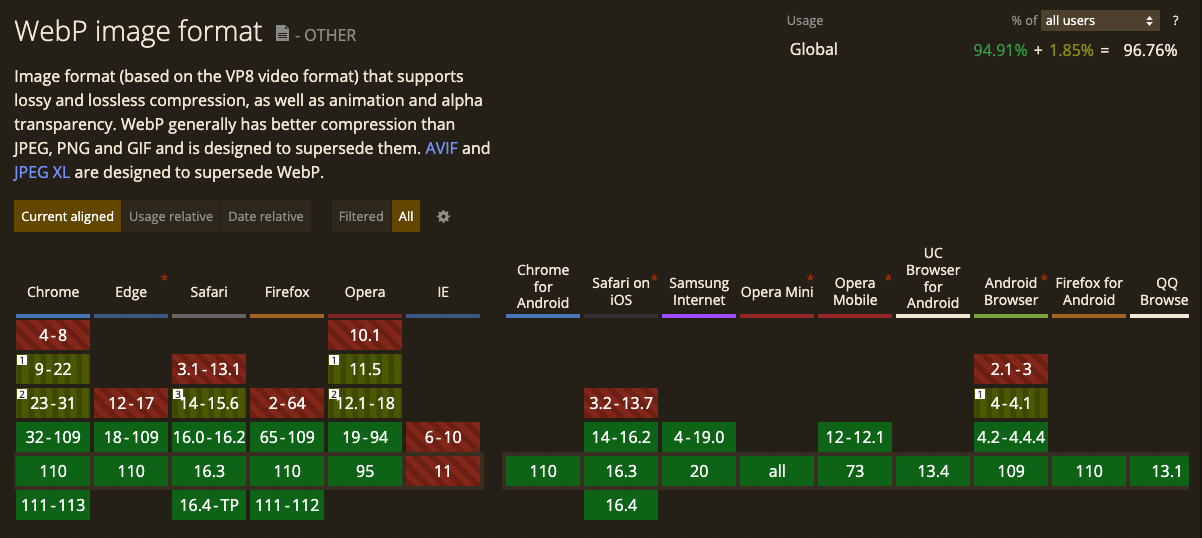 WebP image format - OTHER
Usage % of all users ?
Global 94.91% + 1.85% = 96.76%
Image format (based on the VP8 video format) that supports
lossy and lossless compression, as well as animation and alpha
transparency. WebP generally has better compression than
JPEG, PNG and GIF and is designed to supersede them. AVIF and
JPEG XL are designed to supersede WebP.
Current aligned Usage relative Date relative Filtered All
Chrome
Edge *
Safari
Firefox
Opera
IE
Chrome
for
Android
Safari on *
iOS
Samsung
Internet
Opera Mini *
Opera *
Mobile
UC
Browser
for
Android
Android *
Browser
Firefox for
Android
QQ
Browse
4-8 10.1
1 9-22 3.1-13.1 1 11.5 2.1-3
2 23-31 12-17 3 14-15.6 2-64 2 12.1-18 3.2-13.7 1 4-4.1
32-109 18-109 16.0-16.2 65-109 19-94 6-10 14-16.2 4-19.0 12-12.1 4.2-4.4.4
110 110 16.3 110 95 11 110 16.3 20 all 73 13.4 109 110 13.1
111-113 16.4-TP 111-112 16.4